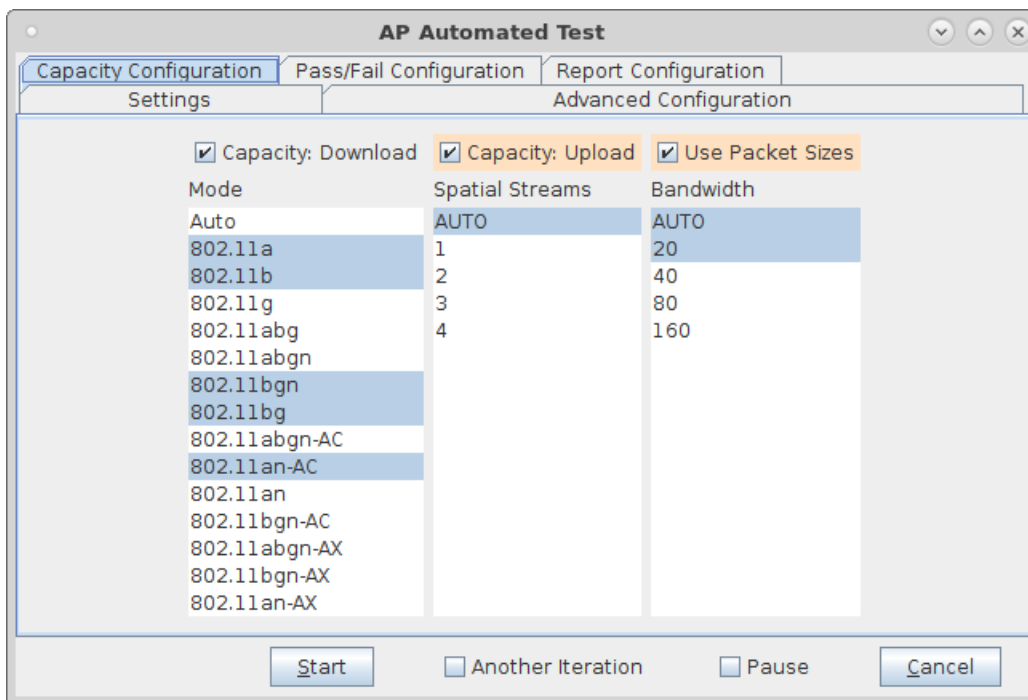 AP Automated Test
Capacity Configuration Pass/Fail Configuration Report Configuration
Settings Advanced Configuration
Capacity: Download Capacity: Upload Use Packet Sizes
Mode Spatial Streams Bandwidth
Auto AUTO AUTO
802.11a 1 20
802.11b 2 40
802.11g 3 80
802.11abg 4 160
802.11abgn
802.11bgn
802.11bg
802.11abgn-AC
802.11an-AC
802.11an
802.11bgn-AC
802.11abgn-AX
802.11bgn-AX
802.11an-AX
Start Another Iteration Pause Cancel